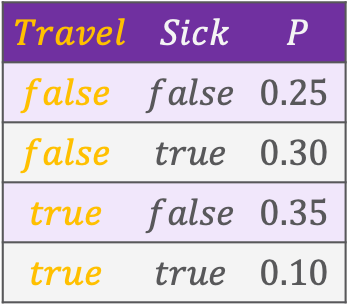 Travel Sick P
false false 0.25
false true 0.30
true false 0.35
true true 0.10